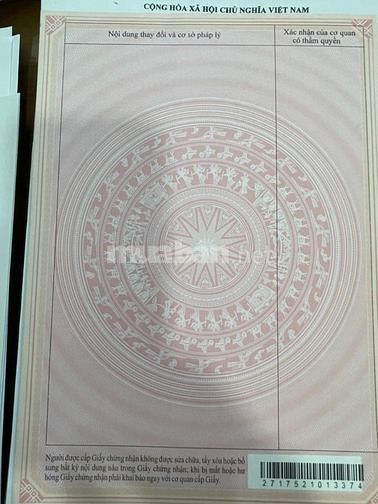 CỘNG HÒA XÃ HỘI CHỦ NGHĨA VIỆT NAM
Nội dung thay đổi và cơ sở pháp lý
Xác nhận của cơ quan
có thẩm quyền
muaban.net
Người được cấp Giấy chứng nhận không được sửa chữa, tẩy xóa hoặc bổ
sung bất kỳ nội dung nào trong Giấy chứng nhận; khi bị mất hoặc hư
hỏng Giấy chứng nhận phải khai báo ngay với cơ quan cấp Giấy.
2717521013374